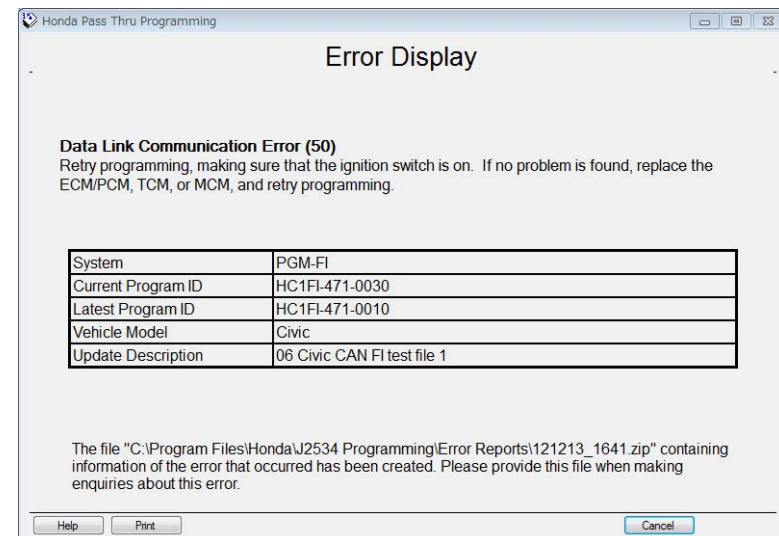 Honda Pass Thru Programming
Error Display
Data Link Communication Error (50)
Retry programming, making sure that the ignition switch is on.  If no problem is found, replace the
ECM/PCM, TCM, or MCM, and retry programming.
System PGM-FI
Current Program ID HC1FI-471-0030
Latest Program ID HC1FI-471-0010
Vehicle Model Civic
Update Description 06 Civic CAN FI test file 1
The file "C:\Program Files\Honda\J2534 Programming\Error Reports\121213_1641.zip" containing
information of the error that occurred has been created. Please provide this file when making
enquiries about this error.
Help Print Cancel